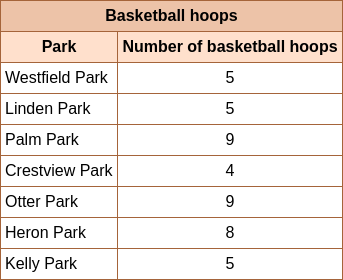 Basketball hoops
Park Number of basketball hoops
Westfield Park 5
Linden Park 5
Palm Park 9
Crestview Park 4
Otter Park 9
Heron Park 8
Kelly Park 5